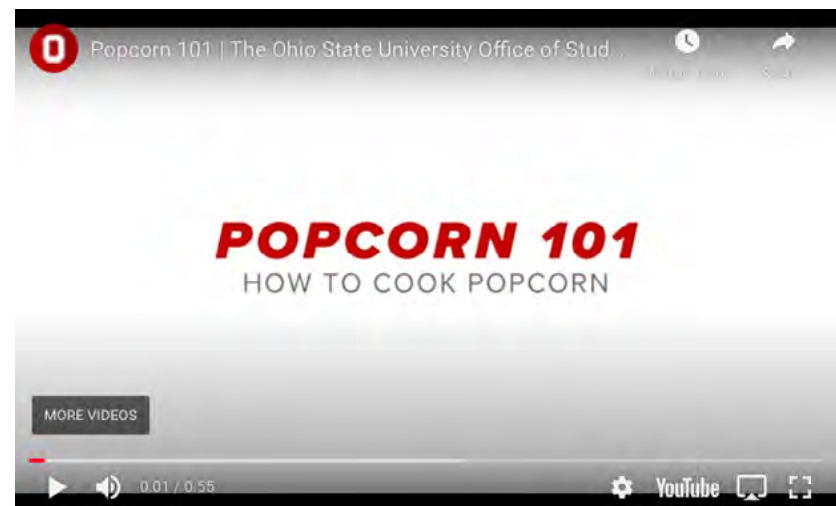 Popcorn 101 | The Ohio State University Office of Stud...
POPCORN 101
HOW TO COOK POPCORN
MORE VIDEOS
0:01 / 0:55
YouTube